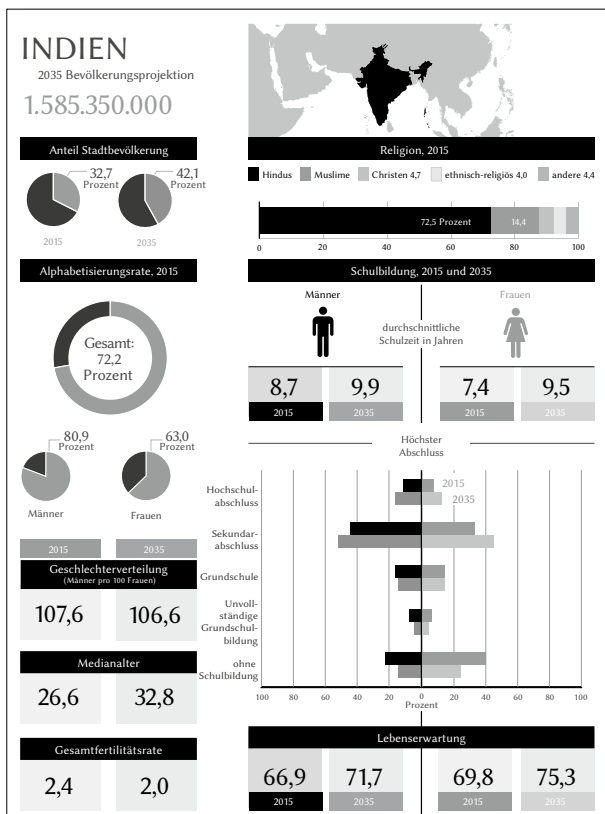 INDIEN
2035 Bevölkerungsprojektion
1.585.350.000
Anteil Stadtbevölkerung
32,7
Prozent
42,1
Prozent
2015
2035
Religion, 2015
Hindus
Muslime
Christen 4,7
ethnisch-religiös 4,0
andere 4,4
72,5 Prozent
14,4
0
20
40
60
80
100
Alphabetisierungsrate, 2015
Gesamt:
72,2
Prozent
80,9
Prozent
63,0
Prozent
Männer
Frauen
Schulbildung, 2015 und 2035
Männer
Frauen
durchschnittliche
Schulzeit in Jahren
8,7
9,9
7,4
9,5
2015
2035
2015
2035
Höchster
Abschluss
2015
2035
Hochschul-
abschluss
Sekundar-
abschluss
Grundschule
Unvoll-
ständige
Grundschul-
bildung
ohne
Schulbildung
100
80
60
40
20
0
20
40
60
80
100
Prozent
2015
2035
Geschlechterverteilung
(Männer pro 100 Frauen)
107,6
106,6
Medianalter
26,6
32,8
Gesamtfertilitätsrate
2,4
2,0
Lebenserwartung
66,9
71,7
69,8
75,3
2015
2035
2015
2035